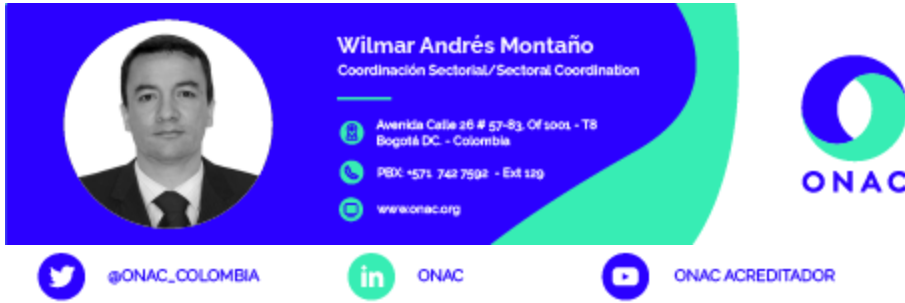 Wilmar Andrés Montaño
Coordinación Sectorial/Sectoral Coordination
Avenida Calle 26 # 57-83, Of 1001 - T8
Bogotá DC. - Colombia
PBX: +571 742 7592 - Ext 129
www.onac.org
ONAC
@ONAC_COLOMBIA
in
ONAC
ONAC ACREDITADOR